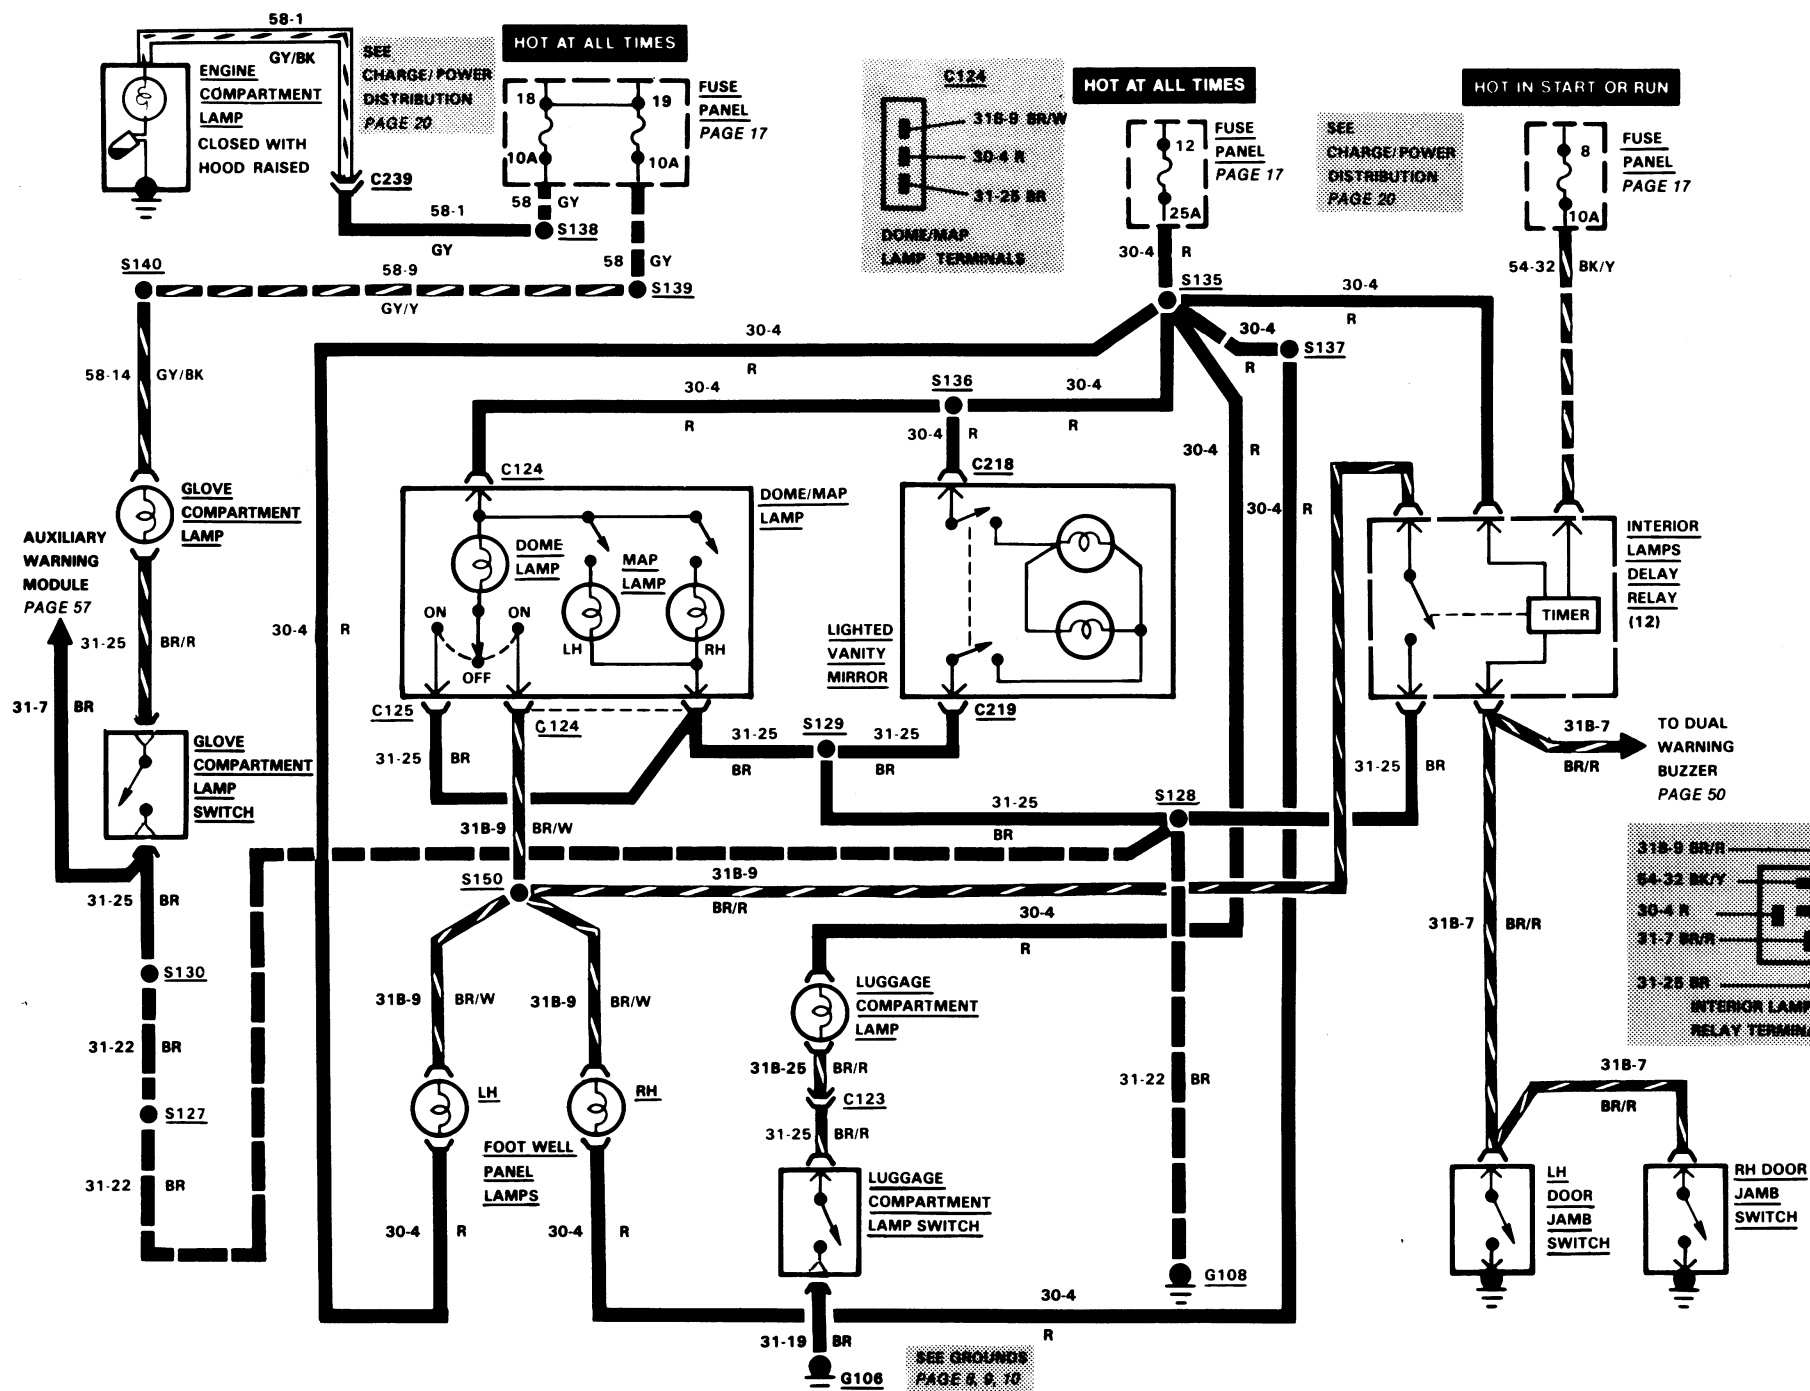 58-1
GY/BK
ENGINE
COMPARTMENT
LAMP
CLOSED WITH
HOOD RAISED
C239
58-1
GY
SEE
CHARGE/POWER
DISTRIBUTION
PAGE 20
HOT AT ALL TIMES
18
19
10A
10A
FUSE
PANEL
PAGE 17
58
GY
S138
58
GY
S139
S140
58-9
GY/Y
C124
31B-9 BR/W
30-4 R
31-25 BR
DOME/MAP
LAMP TERMINALS
HOT AT ALL TIMES
12
25A
FUSE
PANEL
PAGE 17
30-4
R
S135
SEE
CHARGE/POWER
DISTRIBUTION
PAGE 20
HOT IN START OR RUN
8
10A
FUSE
PANEL
PAGE 17
54-32
BK/Y
30-4
R
30-4
R
S137
30-4
R
30-4
R
S136
30-4
R
30-4
R
30-4
R
30-4
R
58-14
GY/BK
GLOVE
COMPARTMENT
LAMP
AUXILIARY
WARNING
MODULE
PAGE 57
31-25
BR/R
31-7
BR
GLOVE
COMPARTMENT
LAMP
SWITCH
30-4
R
C124
DOME/MAP
LAMP
DOME
LAMP
MAP
LAMP
ON
ON
OFF
LH
RH
C125
C124
C218
LIGHTED
VANITY
MIRROR
C219
INTERIOR
LAMPS
DELAY
RELAY
(12)
TIMER
31-25
BR
31-25
BR
S129
31-25
BR
31-25
BR
S128
31-25
BR
31B-7
BR/R
TO DUAL
WARNING
BUZZER
PAGE 50
31B-9
BR/W
S150
31B-9
BR/R
31B-9 BR/R
54-32 BK/Y
30-4 R
31-7 BR/R
31-25 BR
INTERIOR LAMP
RELAY TERMINA
31-25
BR
S130
31-22
BR
S127
31-22
BR
31B-9
BR/W
31B-9
BR/W
LH
RH
FOOT WELL
PANEL
LAMPS
30-4
R
30-4
R
30-4
R
LUGGAGE
COMPARTMENT
LAMP
31B-25
BR/R
C123
31-25
BR/R
LUGGAGE
COMPARTMENT
LAMP SWITCH
31-19
BR
G106
SEE GROUNDS
PAGE 8, 9, 10
30-4
R
31-22
BR
G108
31B-7
BR/R
31B-7
BR/R
LH
DOOR
JAMB
SWITCH
RH DOOR
JAMB
SWITCH